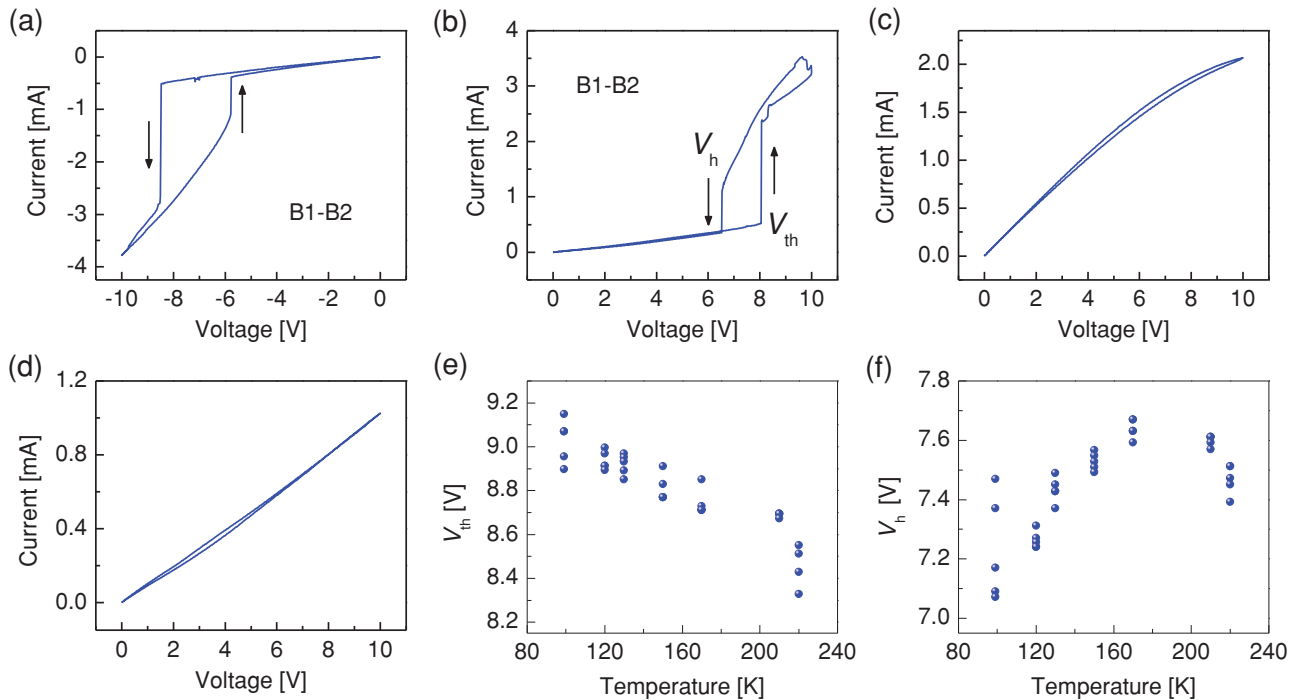 (a)
0
-1
-2
-3
-4
Current [mA]
B1-B2
-10 -8 -6 -4 -2 0
Voltage [V]
(b)
4
3
2
1
0
Current [mA]
B1-B2
Vh
Vth
0 2 4 6 8 10
Voltage [V]
(c)
2.0
1.5
1.0
0.5
0.0
Current [mA]
0 2 4 6 8 10
Voltage [V]
(d)
1.2
0.8
0.4
0.0
Current [mA]
0 2 4 6 8 10
Voltage [V]
(e)
9.2
9.0
8.8
8.6
8.4
8.2
Vth [V]
80 120 160 200 240
Temperature [K]
(f)
7.8
7.6
7.4
7.2
7.0
Vh [V]
80 120 160 200 240
Temperature [K]